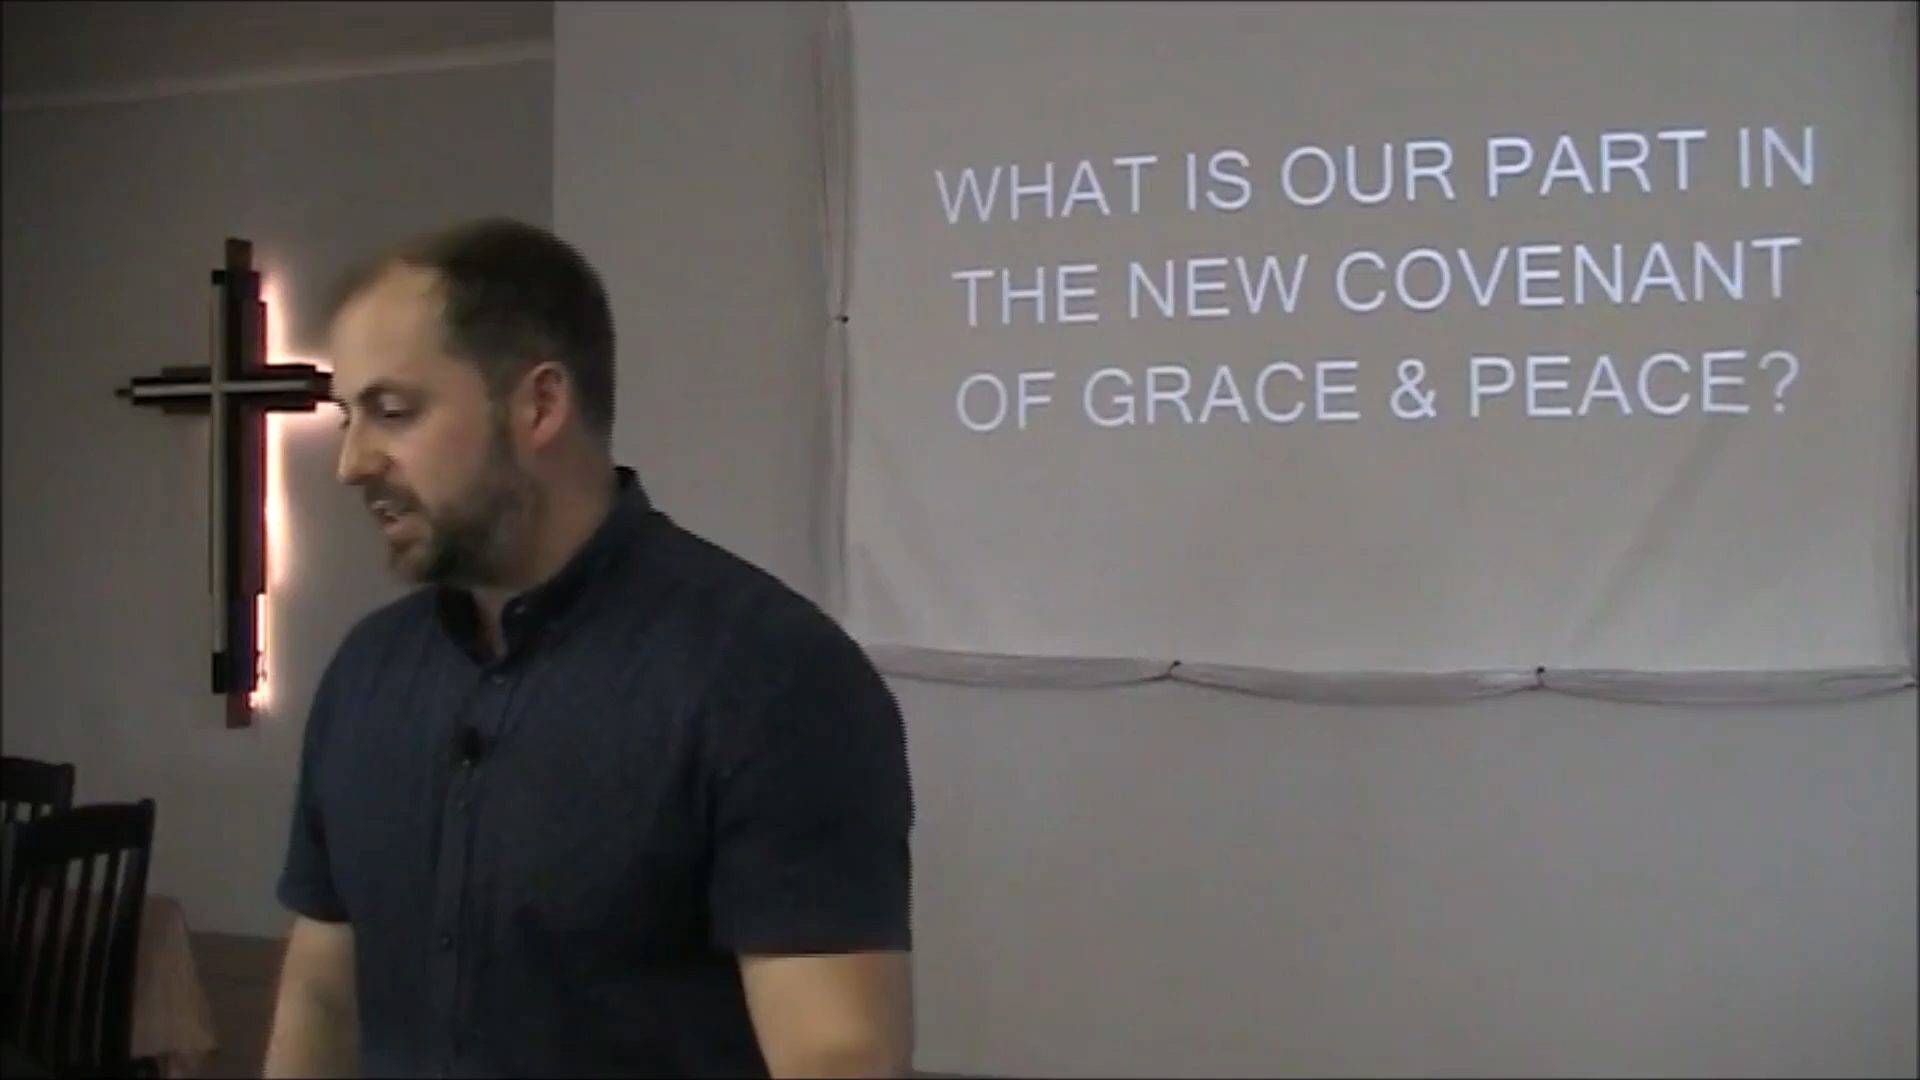 WHAT IS OUR PART IN
THE NEW COVENANT
OF GRACE & PEACE?